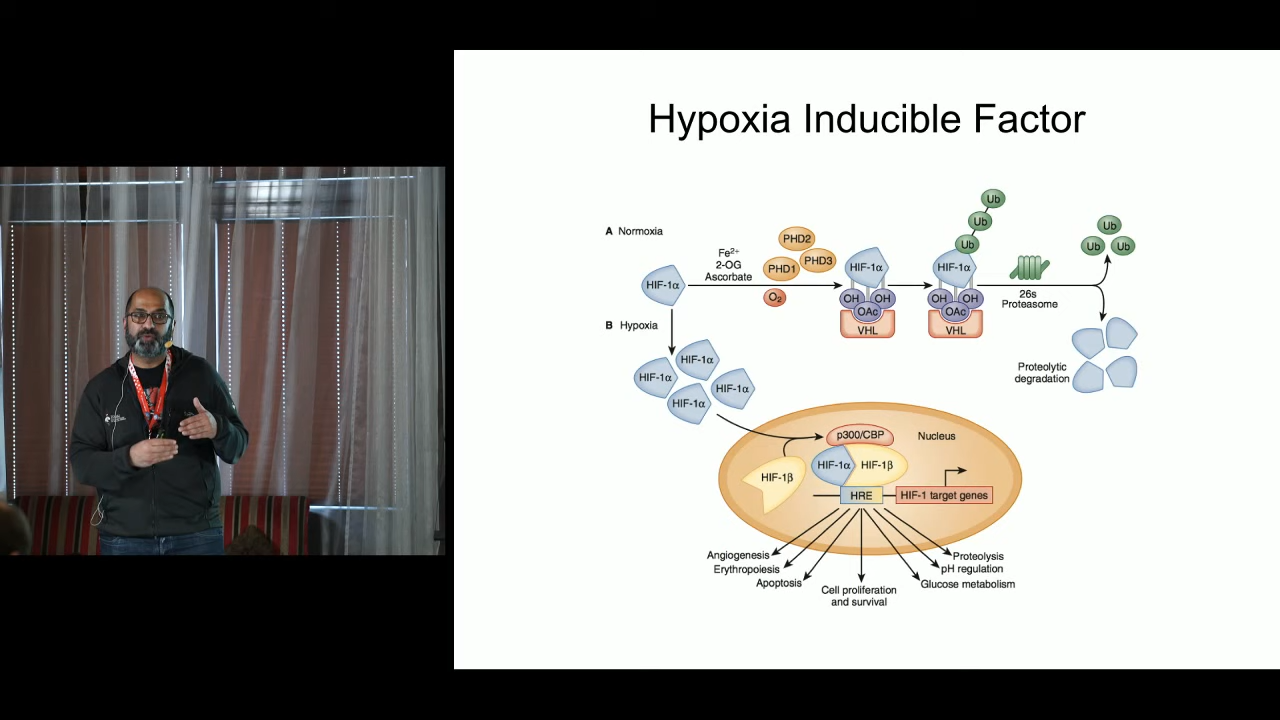 Hypoxia Inducible Factor
A Normoxia
Fe2+
2-OG
Ascorbate
PHD2
PHD1
PHD3
O2
HIF-1α
HIF-1α
OH
OH
OAc
VHL
Ub
Ub
Ub
HIF-1α
OH
OH
OAc
VHL
26s
Proteasome
Ub
Ub
Ub
Proteolytic
degradation
B Hypoxia
HIF-1α
HIF-1α
HIF-1α
HIF-1α
p300/CBP
Nucleus
HIF-1β
HIF-1α
HIF-1β
HRE
HIF-1 target genes
Angiogenesis
Erythropoiesis
Apoptosis
Cell proliferation
and survival
Proteolysis
pH regulation
Glucose metabolism